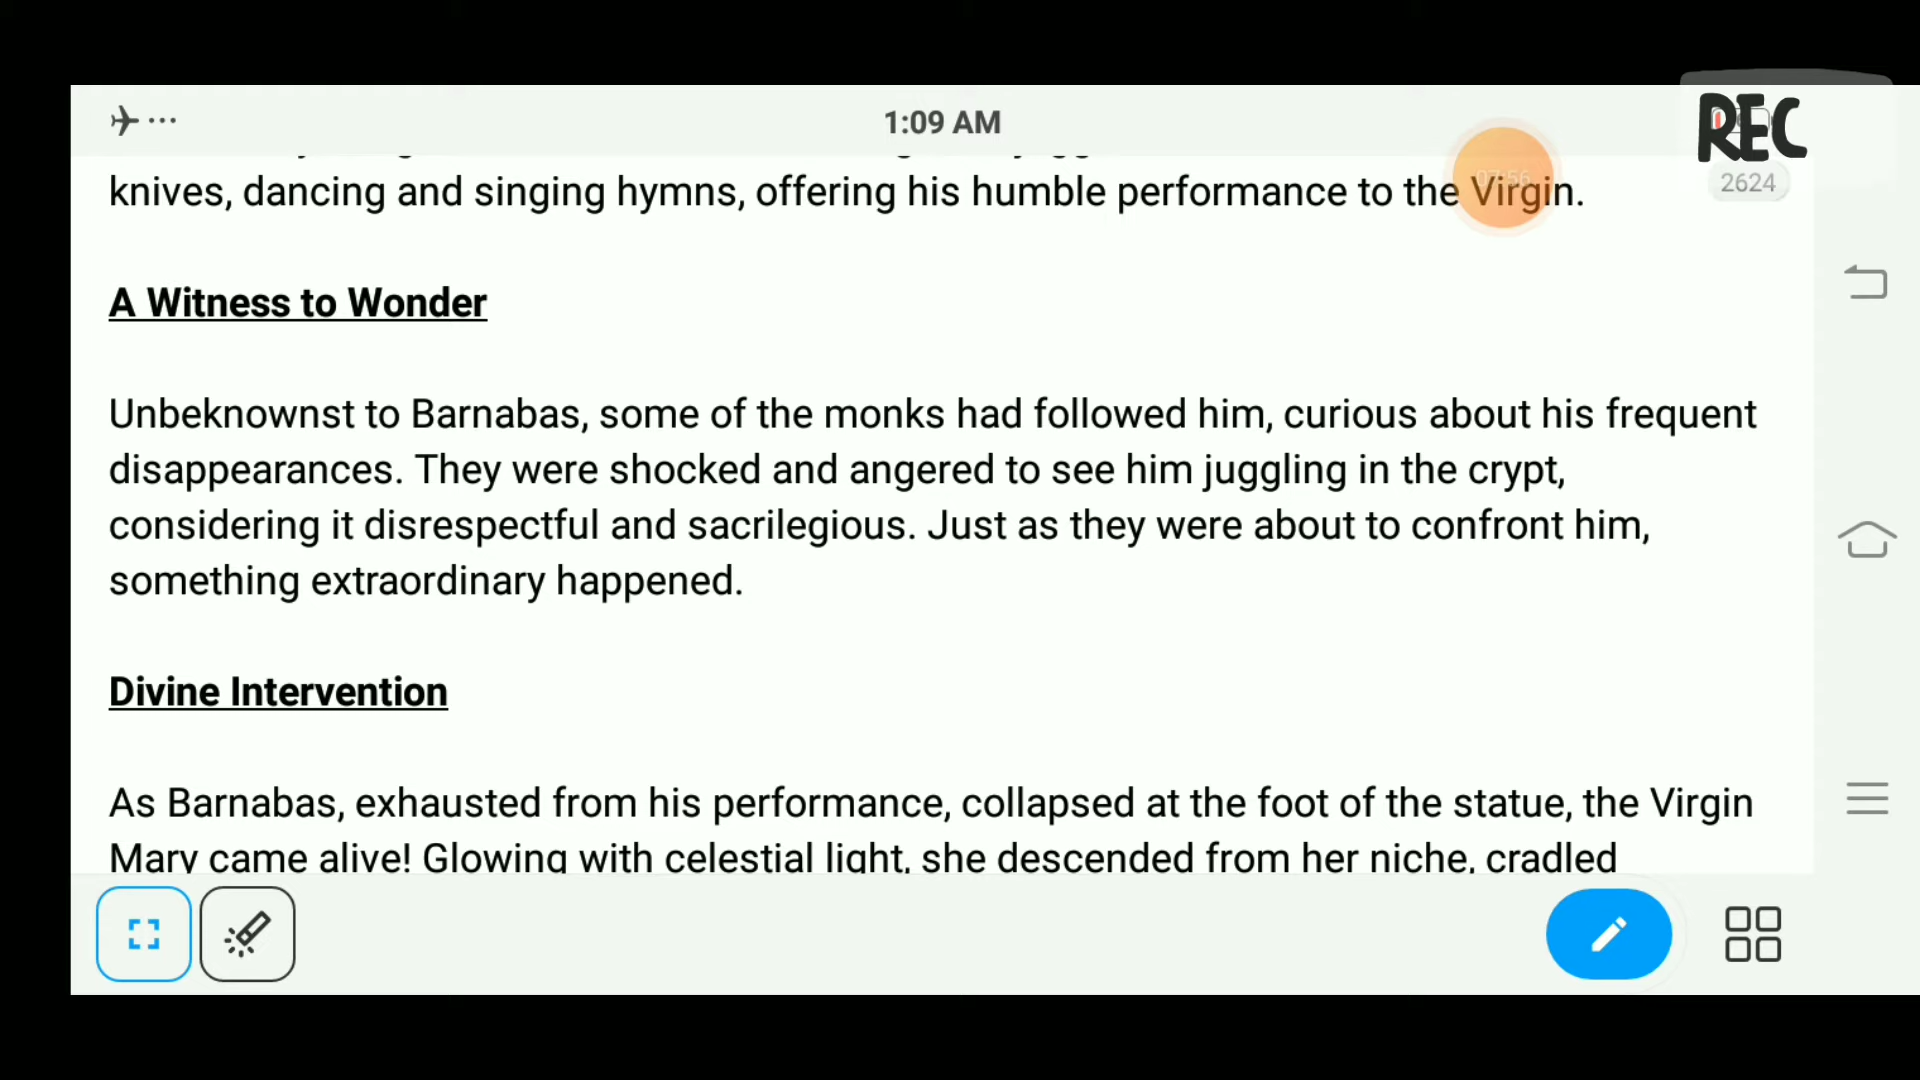 1:09 AM
REC
07:56
2624
knives, dancing and singing hymns, offering his humble performance to the Virgin.
A Witness to Wonder
Unbeknownst to Barnabas, some of the monks had followed him, curious about his frequent
disappearances. They were shocked and angered to see him juggling in the crypt,
considering it disrespectful and sacrilegious. Just as they were about to confront him,
something extraordinary happened.
Divine Intervention
As Barnabas, exhausted from his performance, collapsed at the foot of the statue, the Virgin
Mary came alive! Glowing with celestial light, she descended from her niche, cradled